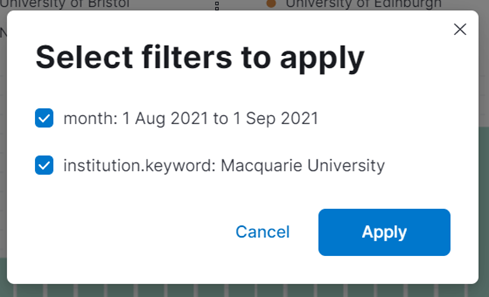 University of Bristol
University of Edinburgh
Select filters to apply
month: 1 Aug 2021 to 1 Sep 2021
institution.keyword: Macquarie University
Cancel
Apply